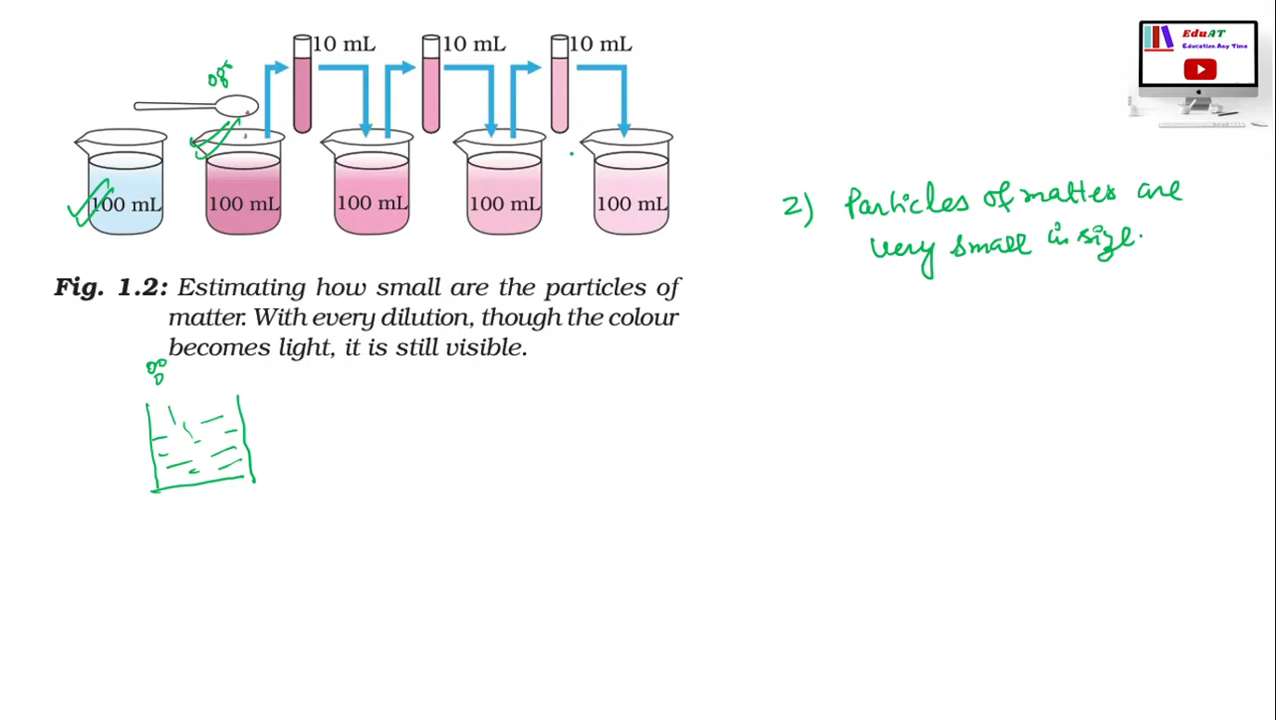 10 mL
10 mL
10 mL
EduAT
Education Any Time
100 mL
100 mL
100 mL
100 mL
100 mL
2) Particles of matter are
very small in size.
Fig. 1.2: Estimating how small are the particles of
matter. With every dilution, though the colour
becomes light, it is still visible.